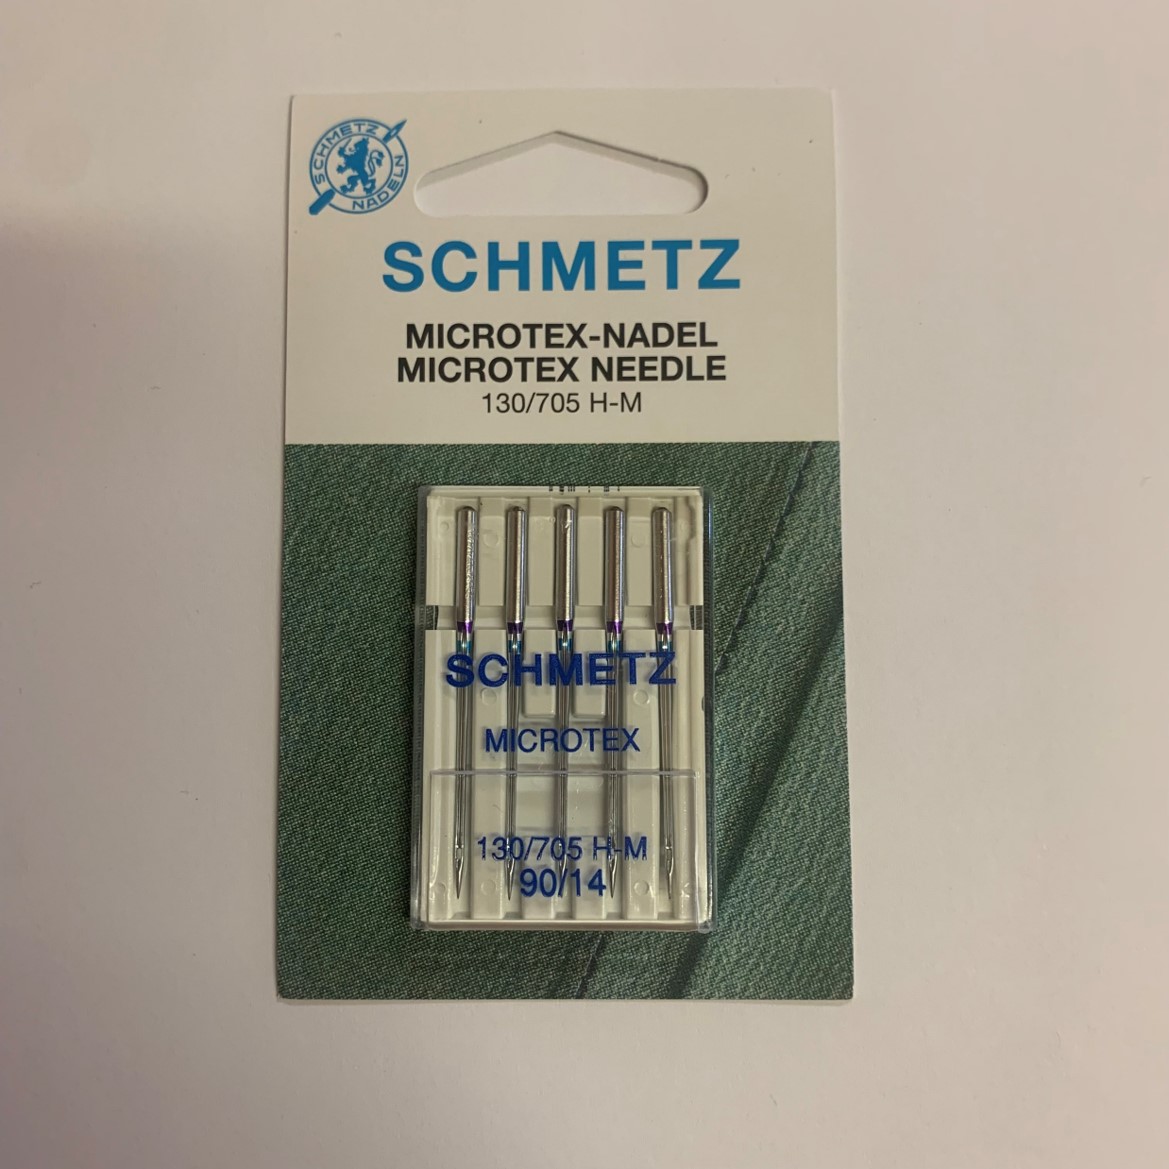 SCHMETZ
NADELN
SCHMETZ
MICROTEX-NADEL
MICROTEX NEEDLE
130/705 H-M
SCHMETZ
MICROTEX
130/705 H-M
90/14